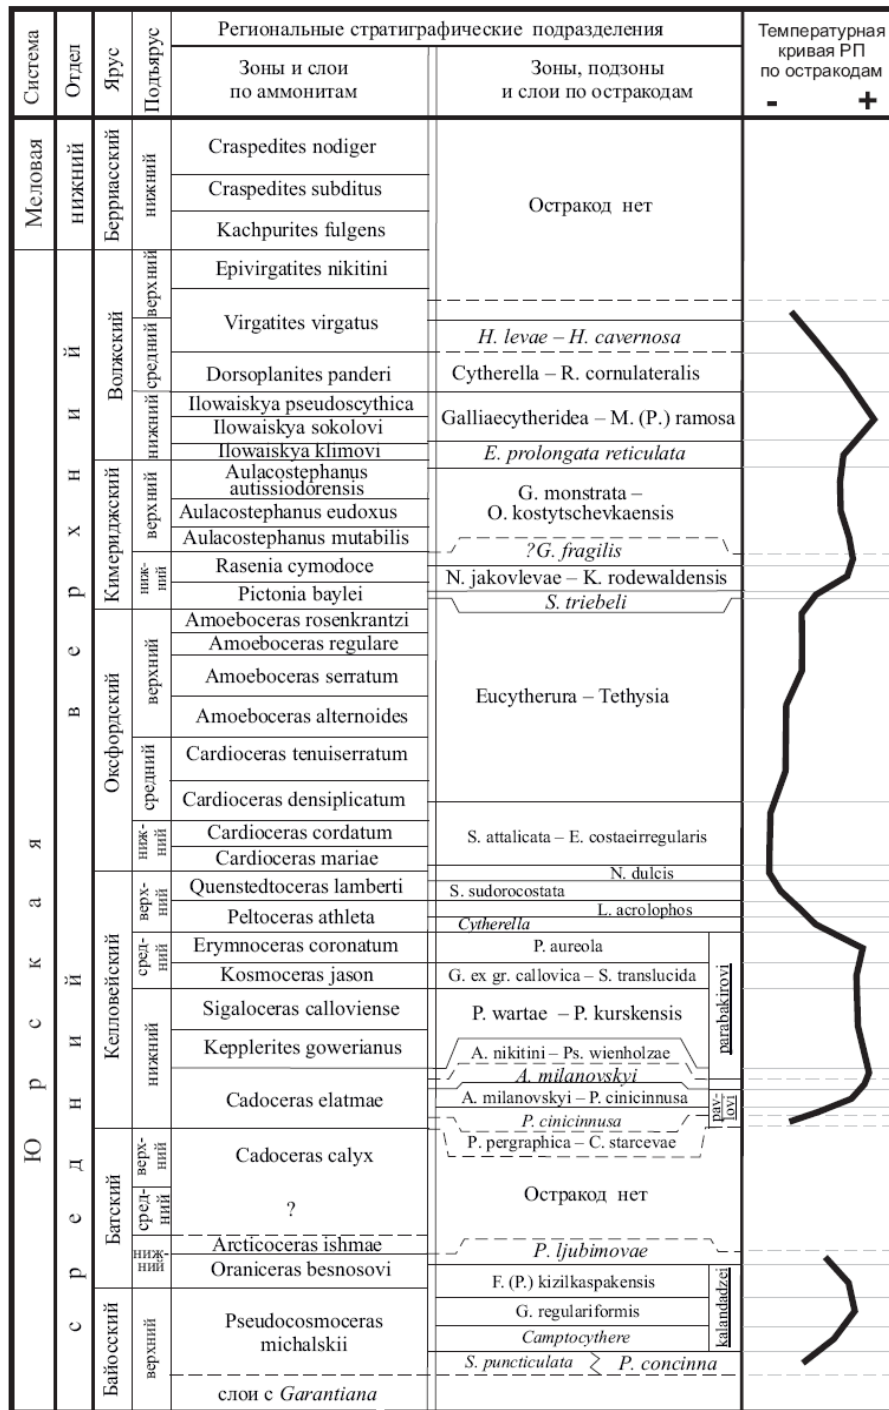 Система
Отдел
Ярус
Подъярус
Региональные стратиграфические подразделения
Зоны и слои
по аммонитам
Зоны, подзоны
и слои по остракодам
Температурная
кривая РП
по остракодам
- +
Меловая
нижний
Берриасский
нижний
Craspedites nodiger
Craspedites subditus
Kachpurites fulgens
Остракод нет
Юрская
верхний
Волжский
верхний
Epivirgatites nikitini
Virgatites virgatus
средний
H. levae – H. cavernosa
Dorsoplanites panderi
Cytherella – R. cornulateralis
нижний
Ilowaiskya pseudoscythica
Ilowaiskya sokolovi
Galliaecytheridea – M. (P.) ramosa
Ilowaiskya klimovi
E. prolongata reticulata
Кимериджский
верхний
Aulacostephanus
autissiodorensis
Aulacostephanus eudoxus
Aulacostephanus mutabilis
G. monstrata –
O. kostytschevkaensis
?G. fragilis
ниж-
ний
Rasenia cymodoce
Pictonia baylei
N. jakovlevae – K. rodewaldensis
S. triebeli
Оксфордский
верхний
Amoeboceras rosenkrantzi
Amoeboceras regulare
Amoeboceras serratum
Amoeboceras alternoides
Eucytherura – Tethysia
средний
Cardioceras tenuiserratum
Cardioceras densiplicatum
ниж-
ний
Cardioceras cordatum
Cardioceras mariae
S. attalicata – E. costaeirregularis
средний
Келловейский
верх-
ний
Quenstedtoceras lamberti
Peltoceras athleta
N. dulcis
S. sudorocostata
L. acrolophos
Cytherella
сред-
ний
Erymnoceras coronatum
P. aureola
Kosmoceras jason
G. ex gr. callovica – S. translucida
parabakirovi
нижний
Sigaloceras calloviense
Kepplerites gowerianus
P. wartae – P. kurskensis
A. nikitini – Ps. wienholzae
A. milanovskyi
Cadoceras elatmae
A. milanovskyi – P. cinicinnusa
P. cinicinnusa
pav-
lovi
Батский
верх-
ний
Cadoceras calyx
P. pergraphica – C. starcevae
сред-
ний
?
Остракод нет
ниж-
ний
Arcticoceras ishmae
P. ljubimovae
Oraniceras besnosovi
F. (P.) kizilkaspakensis
kalandadzei
Байосский
верхний
Pseudocosmoceras
michalskii
G. regulariformis
Camptocythere
S. puncticulata
P. concinna
слои с Garantiana